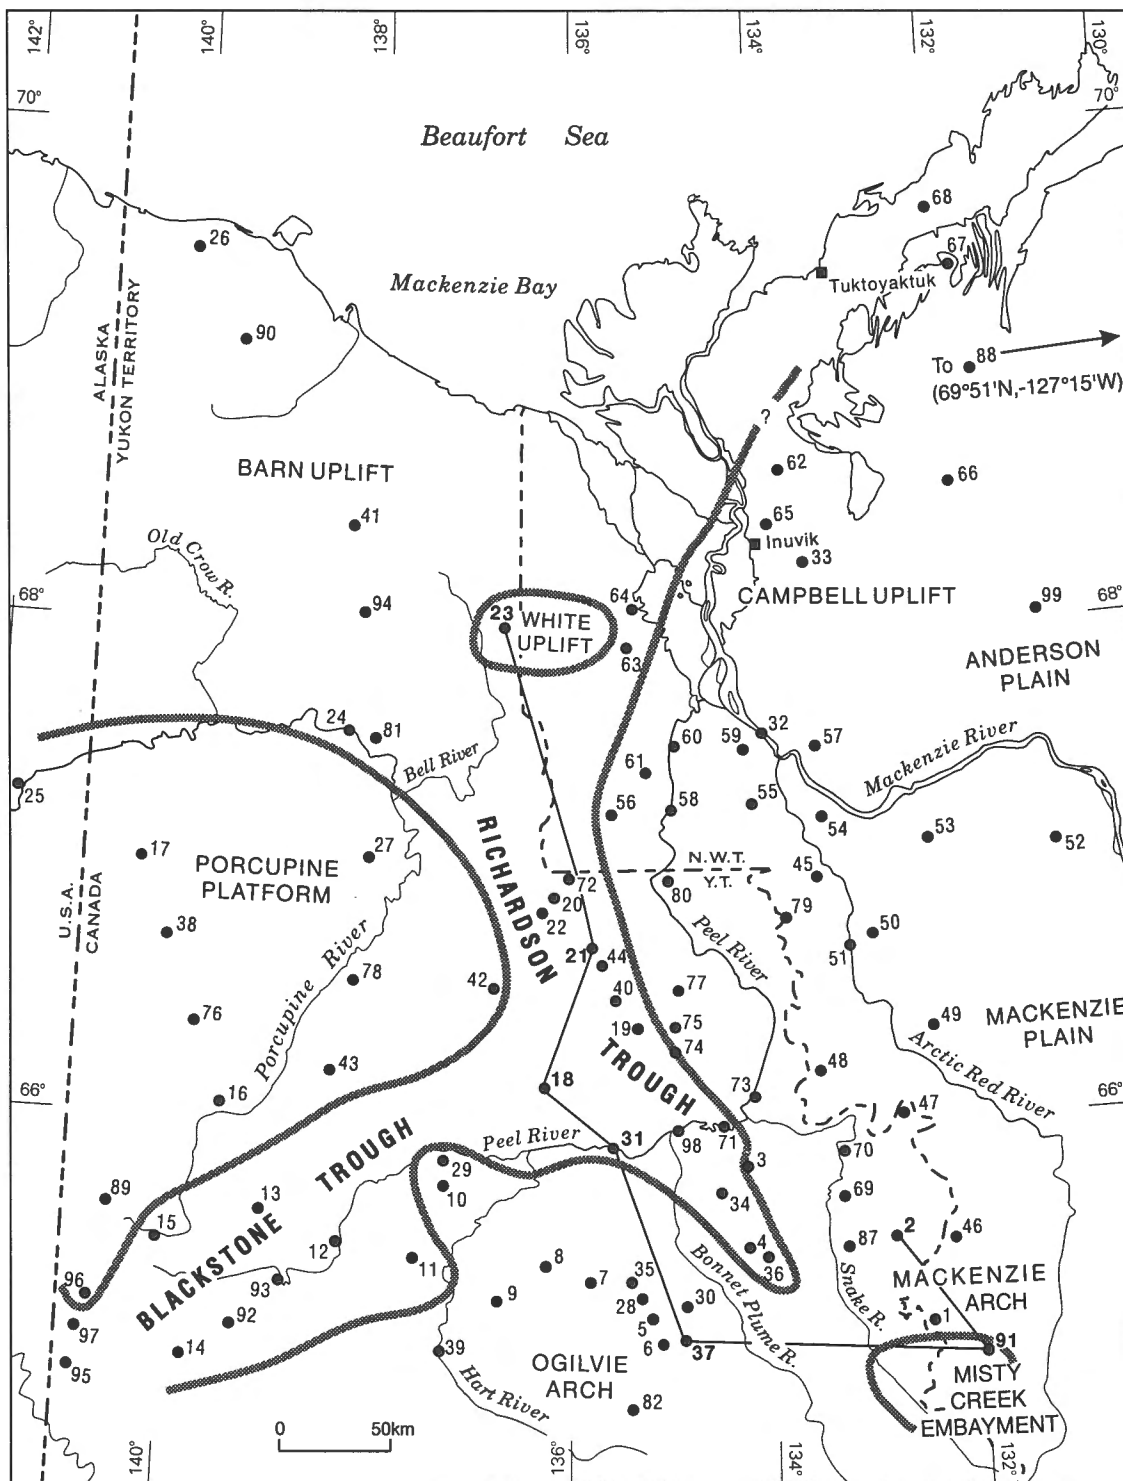 142°
140°
138°
136°
134°
132°
130°
70°
70°
Beaufort Sea
68
26
67
Mackenzie Bay
Tuktoyaktuk
90
ALASKA
YUKON TERRITORY
To
88
(69°51'N,-127°15'W)
?
BARN UPLIFT
62
66
41
65
Inuvik
Old Crow R.
33
68°
94
64
CAMPBELL UPLIFT
99
68°
23
WHITE
UPLIFT
63
ANDERSON
PLAIN
24
81
60
59
32
57
Bell River
Mackenzie River
25
61
58
55
56
54
53
52
17
27
RICHARDSON
PORCUPINE
PLATFORM
N.W.T.
Y.T.
72
80
45
U.S.A.
CANADA
20
22
79
38
50
Peel River
21
51
44
Porcupine River
78
42
40
77
76
19
75
49
MACKENZIE
PLAIN
74
TROUGH
43
48
Arctic Red River
18
66°
16
73
47
66°
TROUGH
Peel River
31
98
71
70
29
3
89
13
10
34
69
15
12
BLACKSTONE
4
87
2
46
11
8
36
93
7
35
Bonnet Plume R.
Snake R.
MACKENZIE
ARCH
96
9
28
30
97
92
5
1
14
39
6
37
91
95
OGILVIE
ARCH
MISTY
CREEK
EMBAYMENT
Hart River
82
0 50km
140°
136°
134°
132°